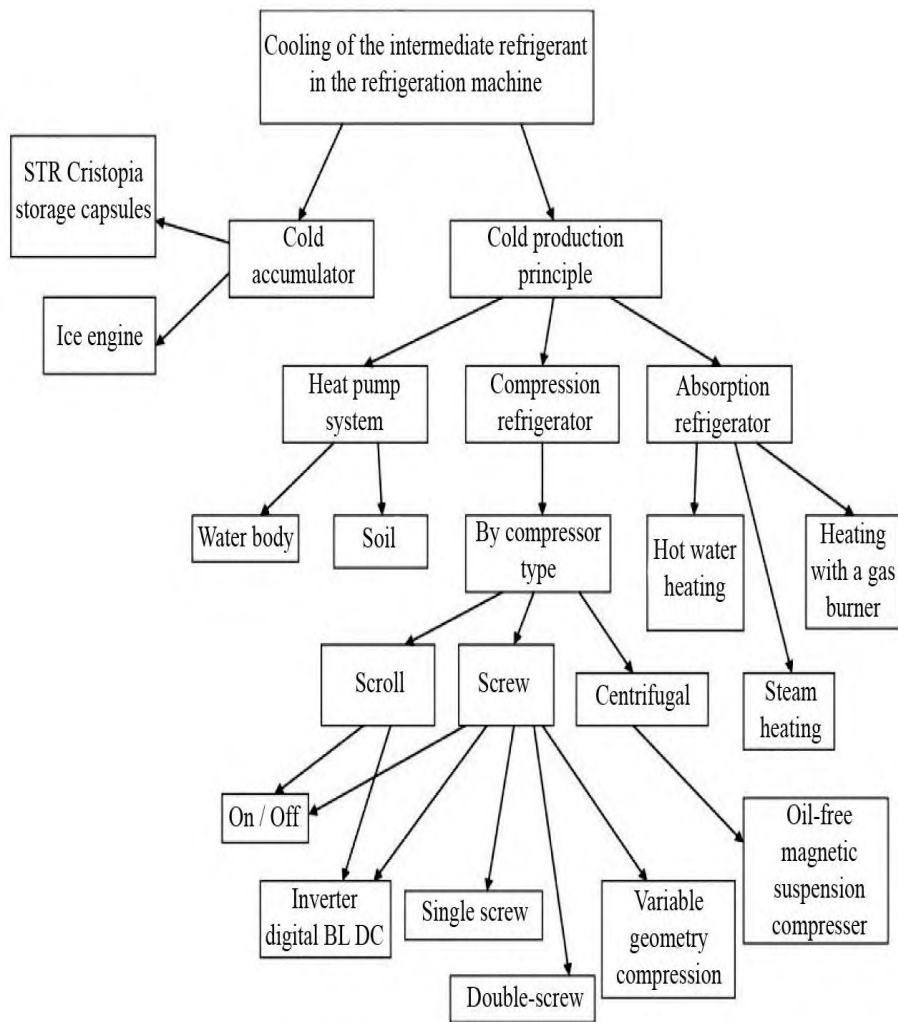 Cooling of the intermediate refrigerant
in the refrigeration machine
STR Cristopia
storage capsules
Cold
accumulator
Cold production
principle
Ice engine
Heat pump
system
Compression
refrigerator
Absorption
refrigerator
Water body
Soil
By compressor
type
Hot water
heating
Heating
with a gas
burner
Scroll
Screw
Centrifugal
Steam
heating
On / Off
Inverter
digital BL DC
Single screw
Double-screw
Variable
geometry
compression
Oil-free
magnetic
suspension
compresser